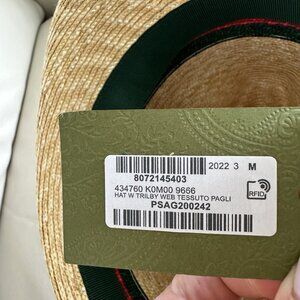 2022 3 M
8072145403
434760 K0M00 9666
HAT W TRILBY WEB TESSUTO PAGLI
PSAG200242
RFID